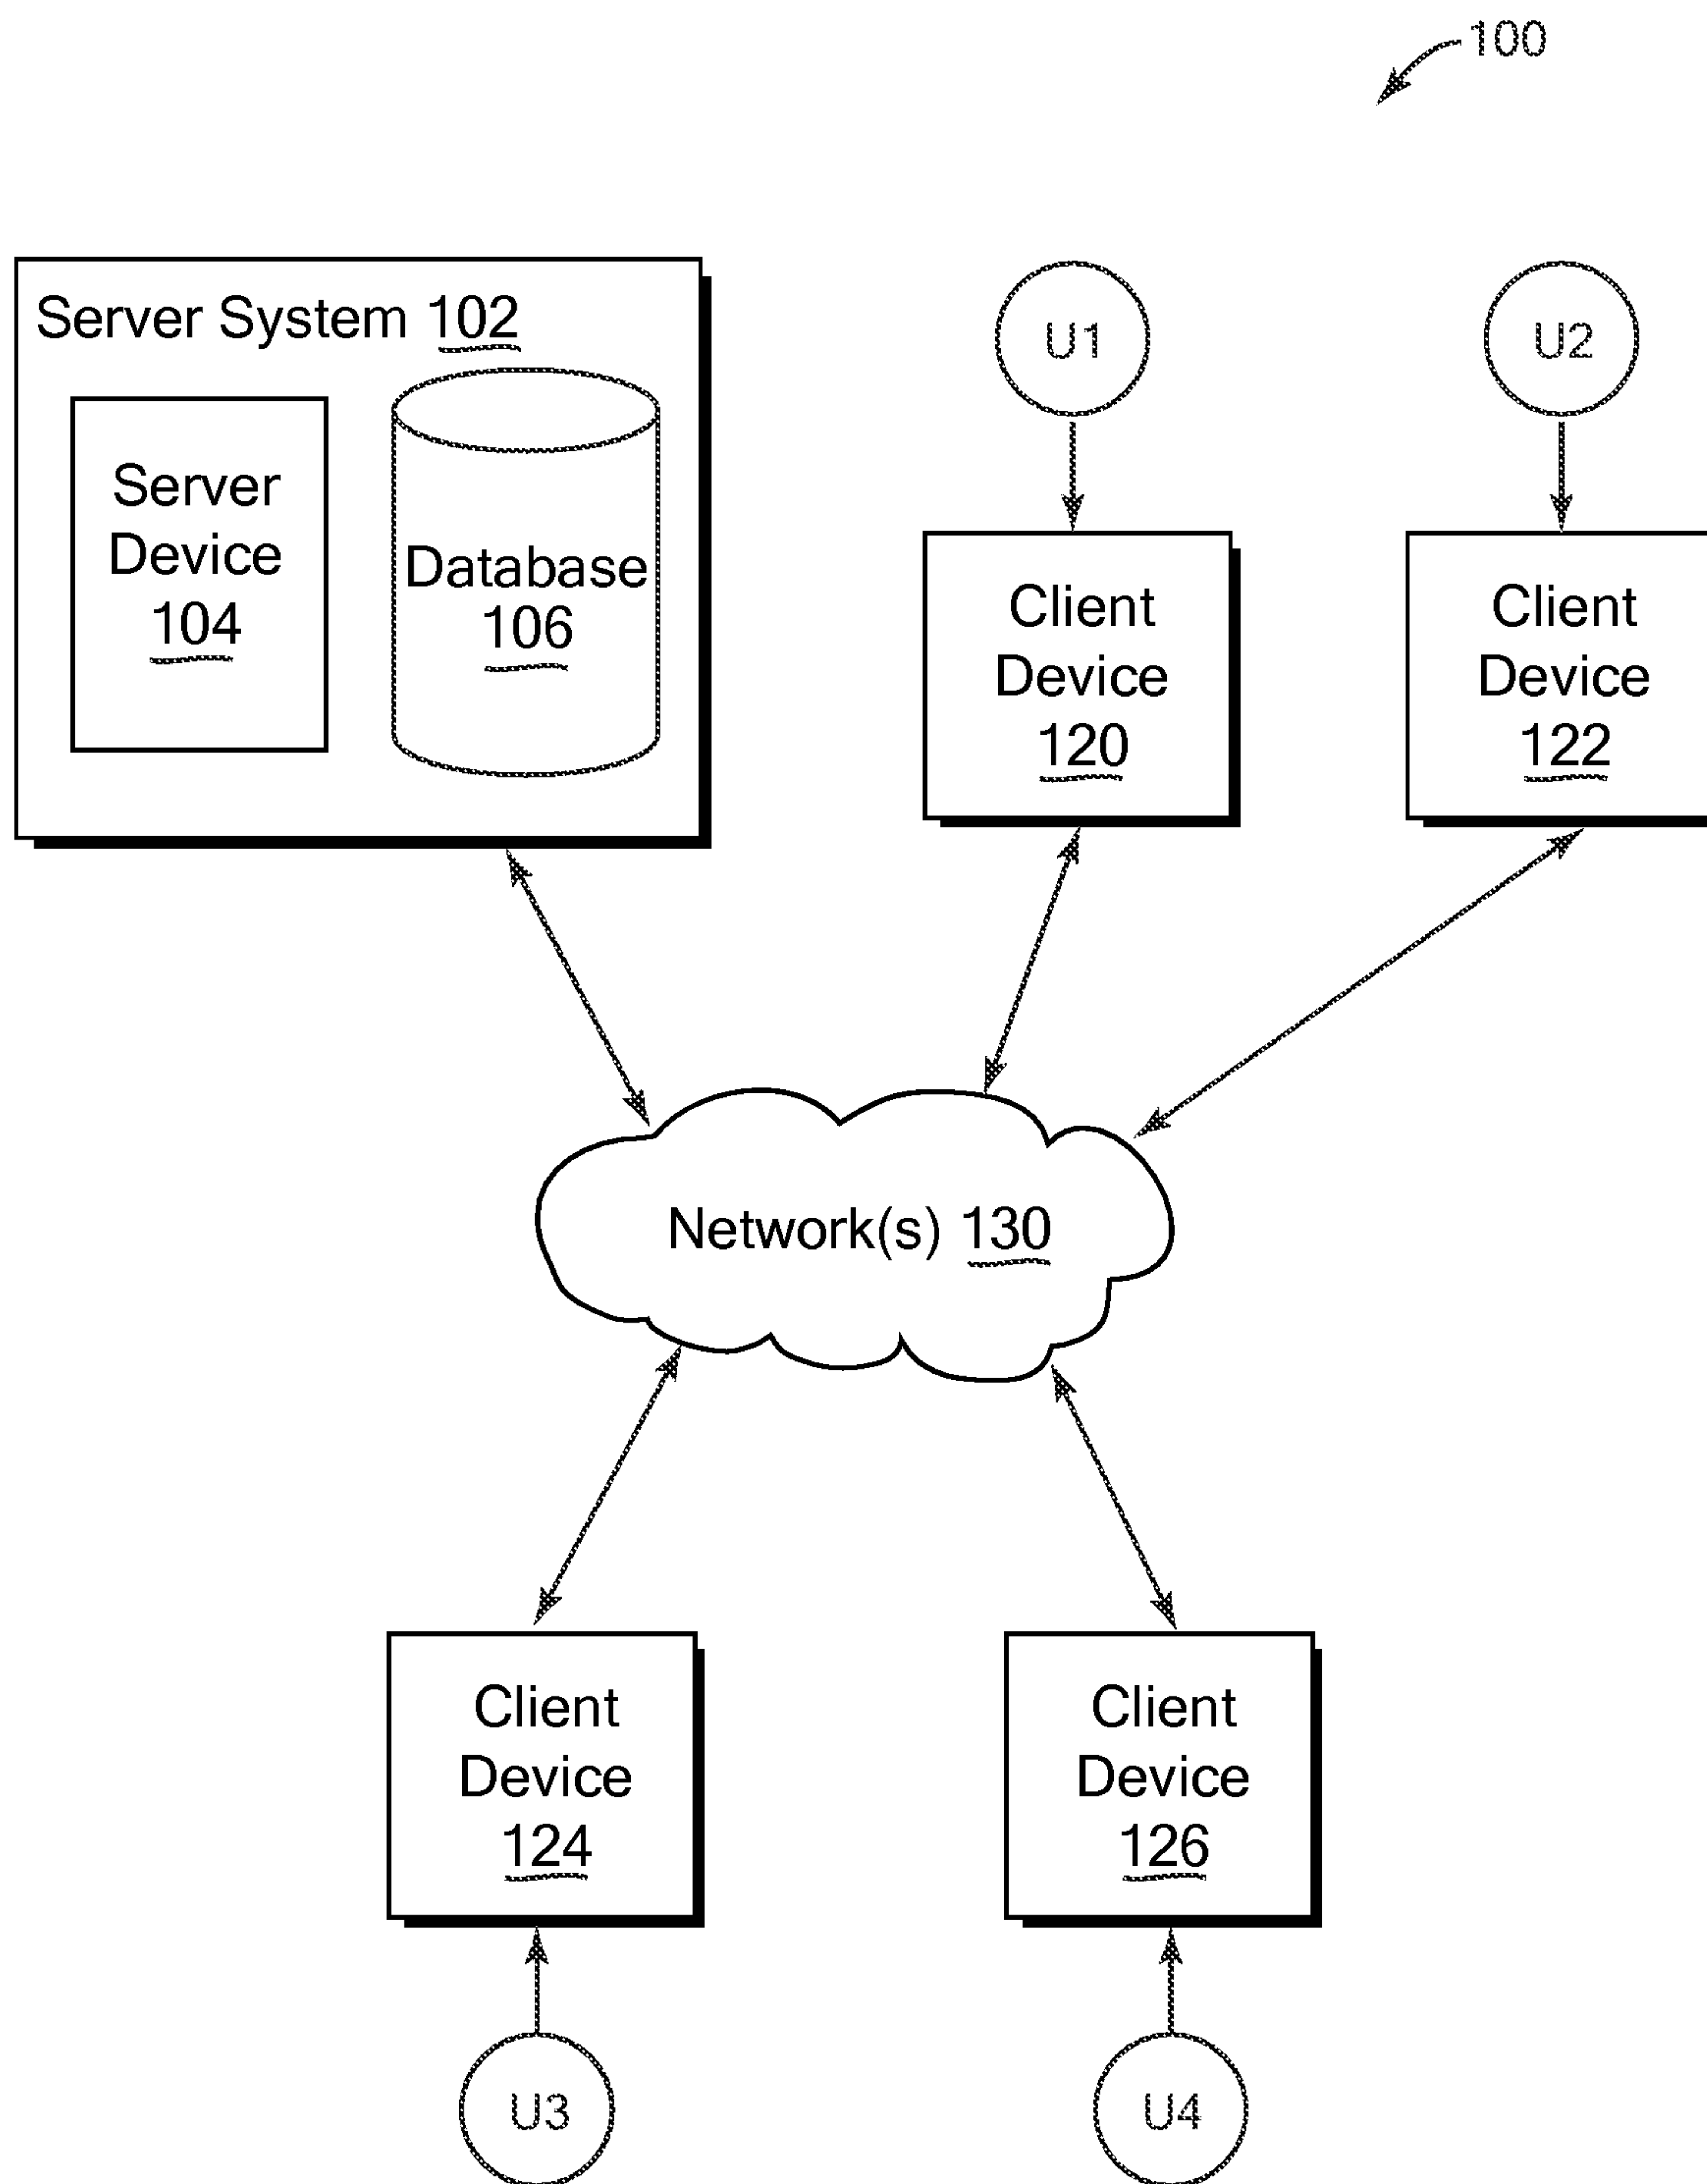 100
Server System 102
Server
Device
104
Database
106
U1
U2
Client
Device
120
Client
Device
122
Network(s) 130
Client
Device
124
Client
Device
126
U3
U4